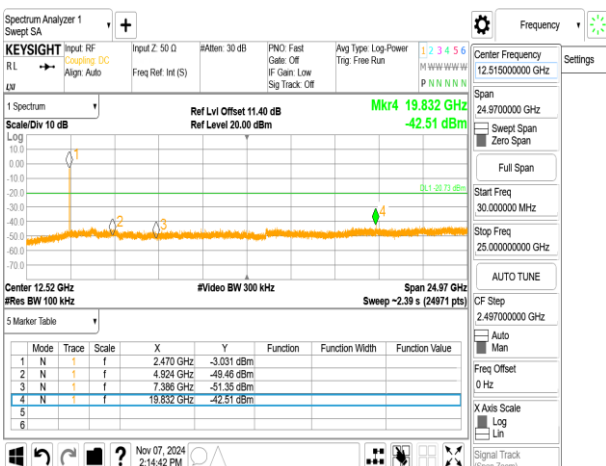 Spectrum Analyzer 1
Swept SA
Frequency
KEYSIGHT
RL
Input: RF
Coupling: DC
Align: Auto
Input Z: 50 Ω
Freq Ref: Int (S)
#Atten: 30 dB
PNO: Fast
Gate: Off
IF Gain: Low
Sig Track: Off
Avg Type: Log-Power
Trig: Free Run
1 2 3 4 5 6
M W W W W W
P N N N N N
1 Spectrum
Scale/Div 10 dB
Ref Lvl Offset 11.40 dB
Ref Level 20.00 dBm
Mkr4 19.832 GHz
-42.51 dBm
Log
10.0
0.00
-10.0
-20.0
-30.0
-40.0
-50.0
-60.0
-70.0
1
2
3
4
DL1 -20.73 dBm
Center 12.52 GHz
#Res BW 100 kHz
#Video BW 300 kHz
Span 24.97 GHz
Sweep ~2.39 s (24971 pts)
5 Marker Table
Mode Trace Scale X Y Function Function Width Function Value
1 N 1 f 2.470 GHz -3.031 dBm
2 N 1 f 4.924 GHz -49.46 dBm
3 N 1 f 7.386 GHz -51.35 dBm
4 N 1 f 19.832 GHz -42.51 dBm
5
6
?
Nov 07, 2024
2:14:42 PM
Center Frequency
12.515000000 GHz
Settings
Span
24.9700000 GHz
Swept Span
Zero Span
Full Span
Start Freq
30.000000 MHz
Stop Freq
25.000000000 GHz
AUTO TUNE
CF Step
2.497000000 GHz
Auto
Man
Freq Offset
0 Hz
X Axis Scale
Log
Lin
Signal Track
(Span Zoom)